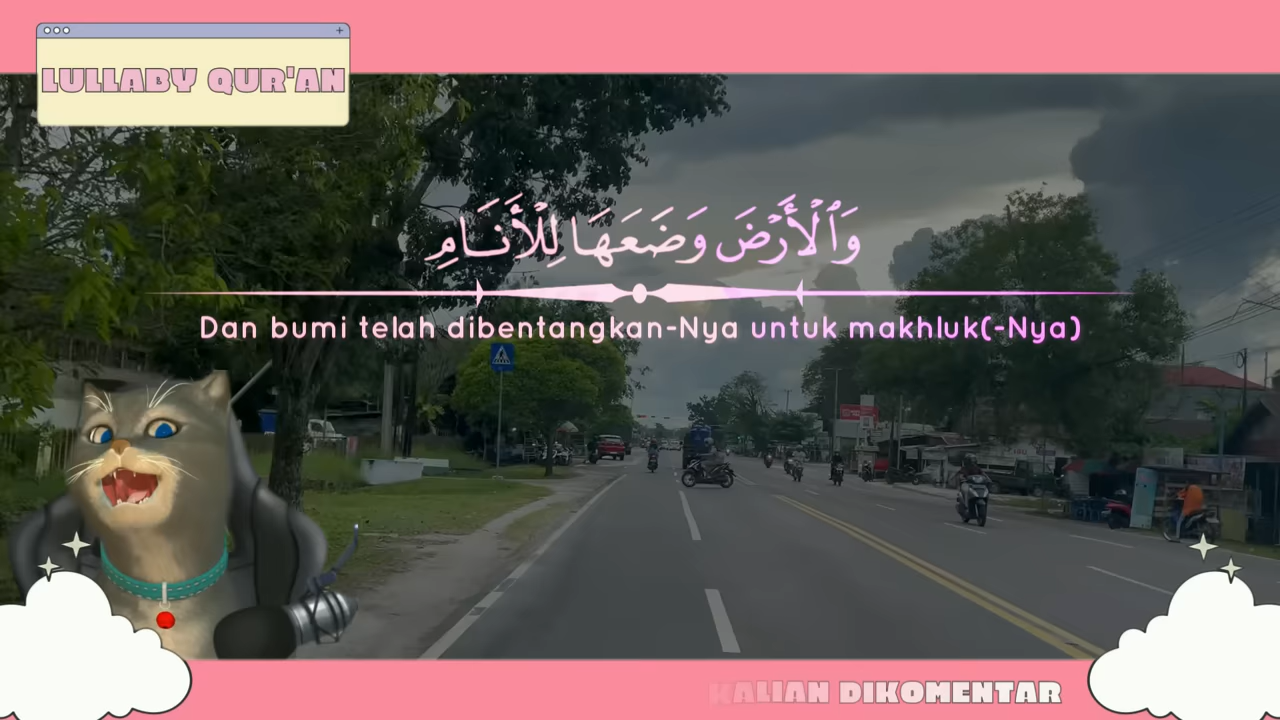 LULLABY QUR'AN
وَٱلْأَرْضَ وَضَعَهَا لِلْأَنَامِ
Dan bumi telah dibentangkan-Nya untuk makhluk(-Nya)
KALIAN DIKOMENTAR